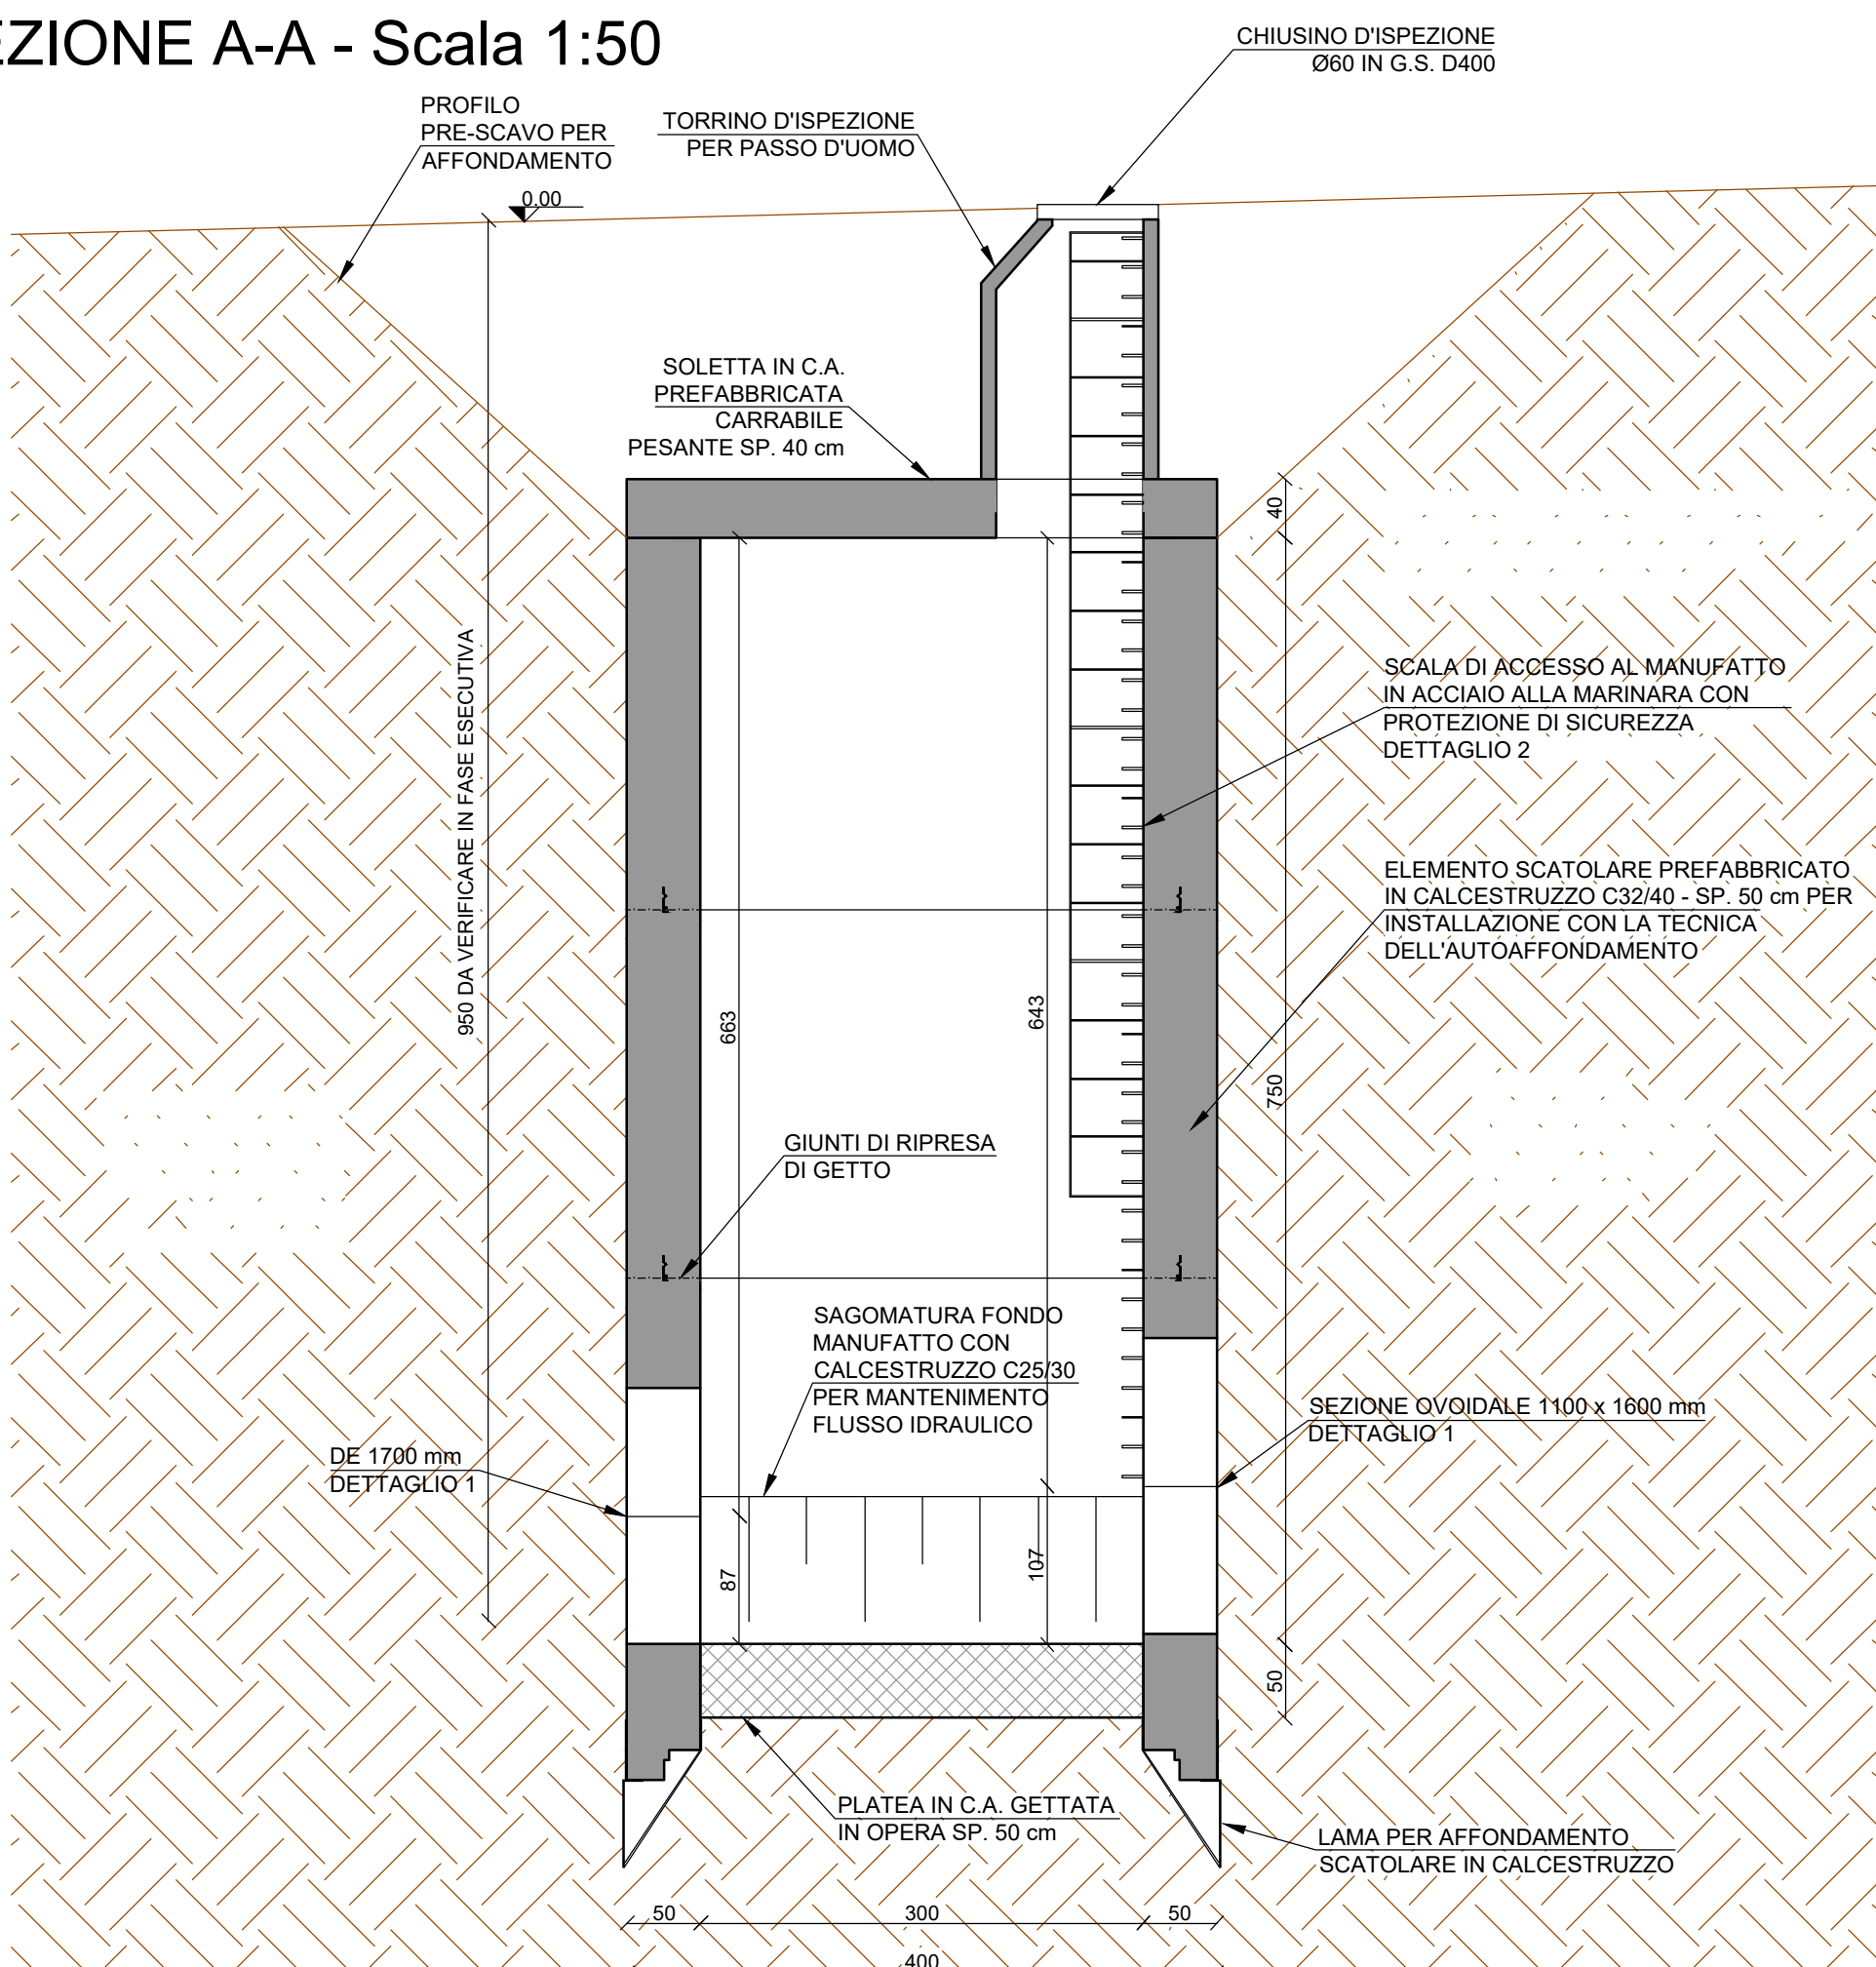 EZIONE A-A - Scala 1:50
CHIUSINO D'ISPEZIONE
Ø60 IN G.S. D400
PROFILO
PRE-SCAVO PER
AFFONDAMENTO
TORRINO D'ISPEZIONE
PER PASSO D'UOMO
0.00
SOLETTA IN C.A.
PREFABBRICATA
CARRABILE
PESANTE SP. 40 cm
40
950 DA VERIFICARE IN FASE ESECUTIVA
SCALA DI ACCESSO AL MANUFATTO
IN ACCIAIO ALLA MARINARA CON
PROTEZIONE DI SICUREZZA
DETTAGLIO 2
ELEMENTO SCATOLARE PREFABBRICATO
IN CALCESTRUZZO C32/40 - SP. 50 cm PER
INSTALLAZIONE CON LA TECNICA
DELL'AUTOAFFONDAMENTO
663
643
750
GIUNTI DI RIPRESA
DI GETTO
SAGOMATURA FONDO
MANUFATTO CON
CALCESTRUZZO C25/30
PER MANTENIMENTO
FLUSSO IDRAULICO
SEZIONE OVOIDALE 1100 x 1600 mm
DETTAGLIO 1
DE 1700 mm
DETTAGLIO 1
87
107
50
PLATEA IN C.A. GETTATA
IN OPERA SP. 50 cm
LAMA PER AFFONDAMENTO
SCATOLARE IN CALCESTRUZZO
50
300
50
400